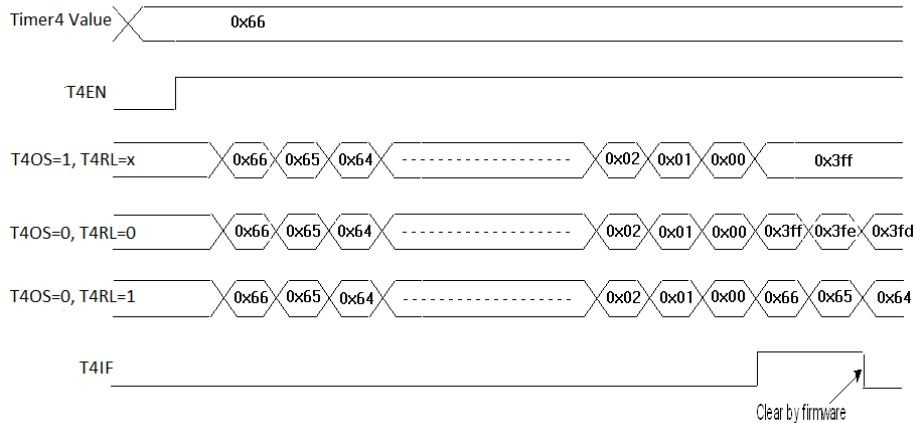 Timer4 Value 0x66
T4EN
T4OS=1, T4RL=x 0x66 0x65 0x64 0x02 0x01 0x00 0x3ff
T4OS=0, T4RL=0 0x66 0x65 0x64 0x02 0x01 0x00 0x3ff 0x3fe 0x3fd
T4OS=0, T4RL=1 0x66 0x65 0x64 0x02 0x01 0x00 0x66 0x65 0x64
T4IF
Clear by firmware